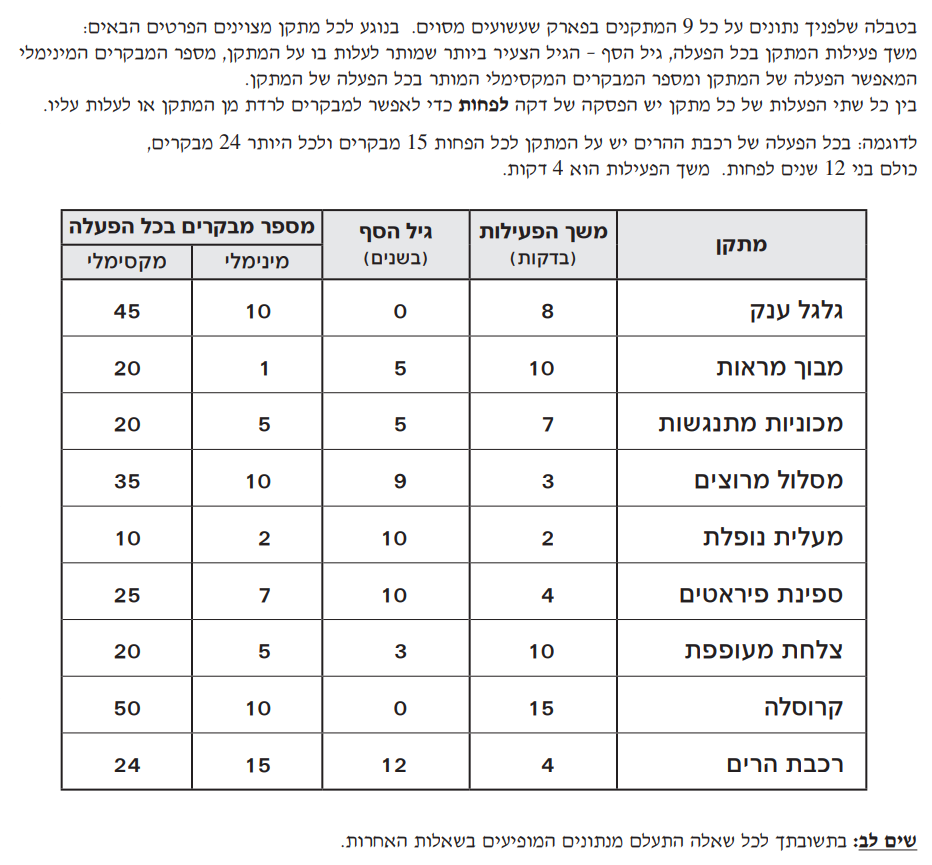 בטבלה שלפניך נתונים על כל 9 המתקנים בפארק שעשועים מסוים. בנוגע לכל מתקן מצוינים הפרטים הבאים:
משך פעילות המתקן בכל הפעלה, גיל הסף – הגיל הצעיר ביותר שמותר לעלות בו על המתקן, מספר המבקרים המינימלי
המאפשר הפעלה של המתקן ומספר המבקרים המקסימלי המותר בכל הפעלה של המתקן.
בין כל שתי הפעלות של כל מתקן יש הפסקה של דקה לפחות כדי לאפשר למבקרים לרדת מן המתקן או לעלות עליו.
לדוגמה: בכל הפעלה של רכבת ההרים יש על המתקן לכל הפחות 15 מבקרים ולכל היותר 24 מבקרים,
כולם בני 12 שנים לפחות. משך הפעילות הוא 4 דקות.
מתקן משך הפעילות (בדקות) גיל הסף (בשנים) מספר מבקרים בכל הפעלה
מינימלי מקסימלי
גלגל ענק 8 0 10 45
מבוך מראות 10 5 1 20
מכוניות מתנגשות 7 5 5 20
מסלול מרוצים 3 9 10 35
מעלית נופלת 2 10 2 10
ספינת פיראטים 4 10 7 25
צלחת מעופפת 10 3 5 20
קרוסלה 15 0 10 50
רכבת הרים 4 12 15 24
שים לב: בתשובתך לכל שאלה התעלם מנתונים המופיעים בשאלות האחרות.